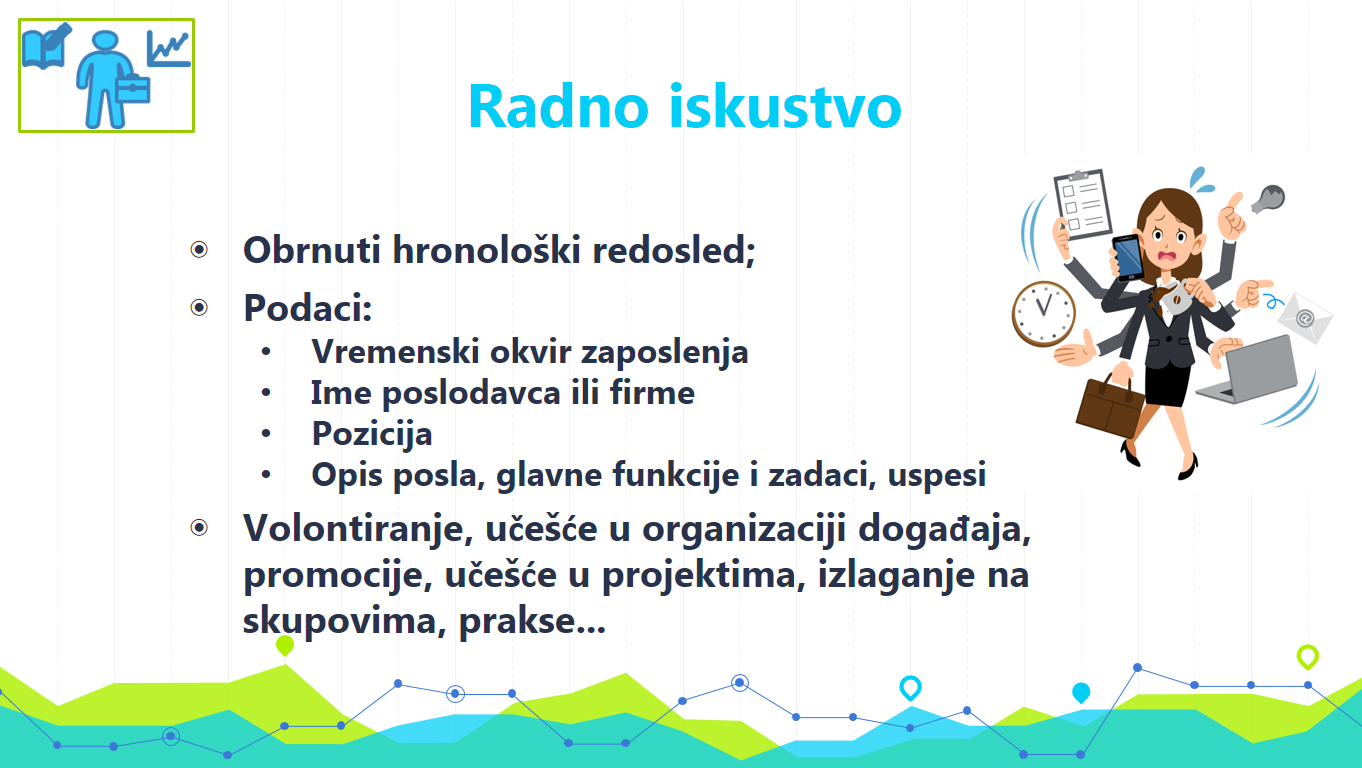 Radno iskustvo
Obrnuti hronološki redosled;
Podaci:
Vremenski okvir zaposlenja
Ime poslodavca ili firme
Pozicija
Opis posla, glavne funkcije i zadaci, uspesi
Volontiranje, učešće u organizaciji događaja,
promocije, učešće u projektima, izlaganje na
skupovima, prakse...